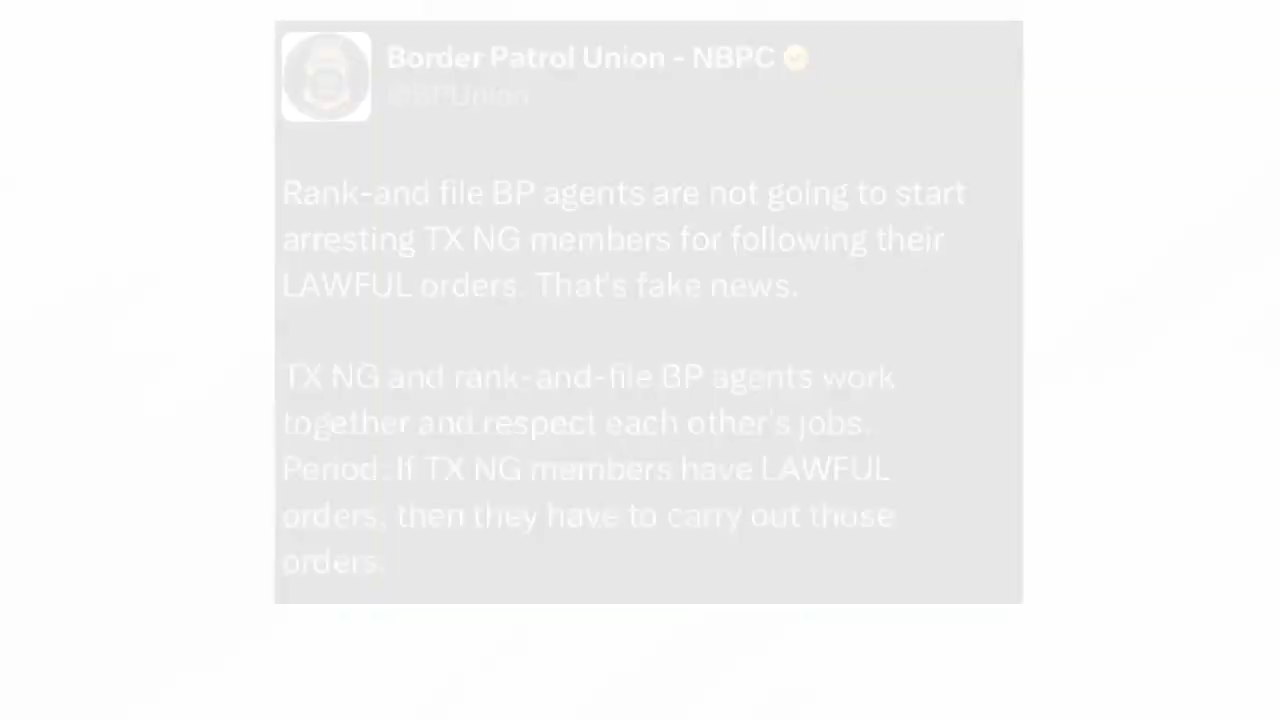 Border Patrol Union - NBPC
@BPUnion
Rank-and file BP agents are not going to start
arresting TX NG members for following their
LAWFUL orders. That's fake news.
TX NG and rank-and-file BP agents work
together and respect each other's jobs.
Period. If TX NG members have LAWFUL
orders, then they have to carry out those
orders.